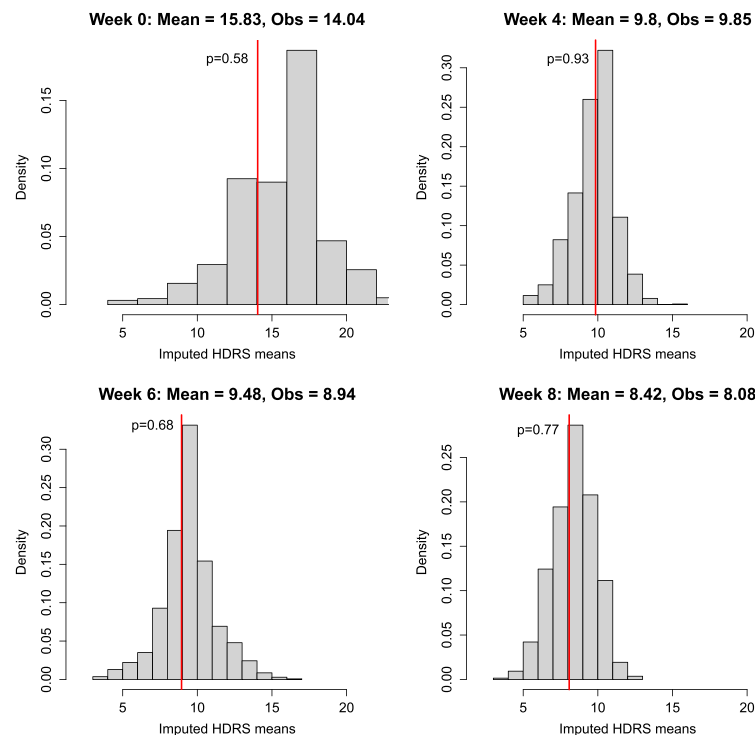 Week 0: Mean = 15.83, Obs = 14.04
p=0.58
Density
0.00 0.05 0.10 0.15
5 10 15 20
Imputed HDRS means
Week 4: Mean = 9.8, Obs = 9.85
p=0.93
Density
0.00 0.05 0.10 0.15 0.20 0.25 0.30
5 10 15 20
Imputed HDRS means
Week 6: Mean = 9.48, Obs = 8.94
p=0.68
Density
0.00 0.05 0.10 0.15 0.20 0.25 0.30
5 10 15 20
Imputed HDRS means
Week 8: Mean = 8.42, Obs = 8.08
p=0.77
Density
0.00 0.05 0.10 0.15 0.20 0.25
5 10 15 20
Imputed HDRS means